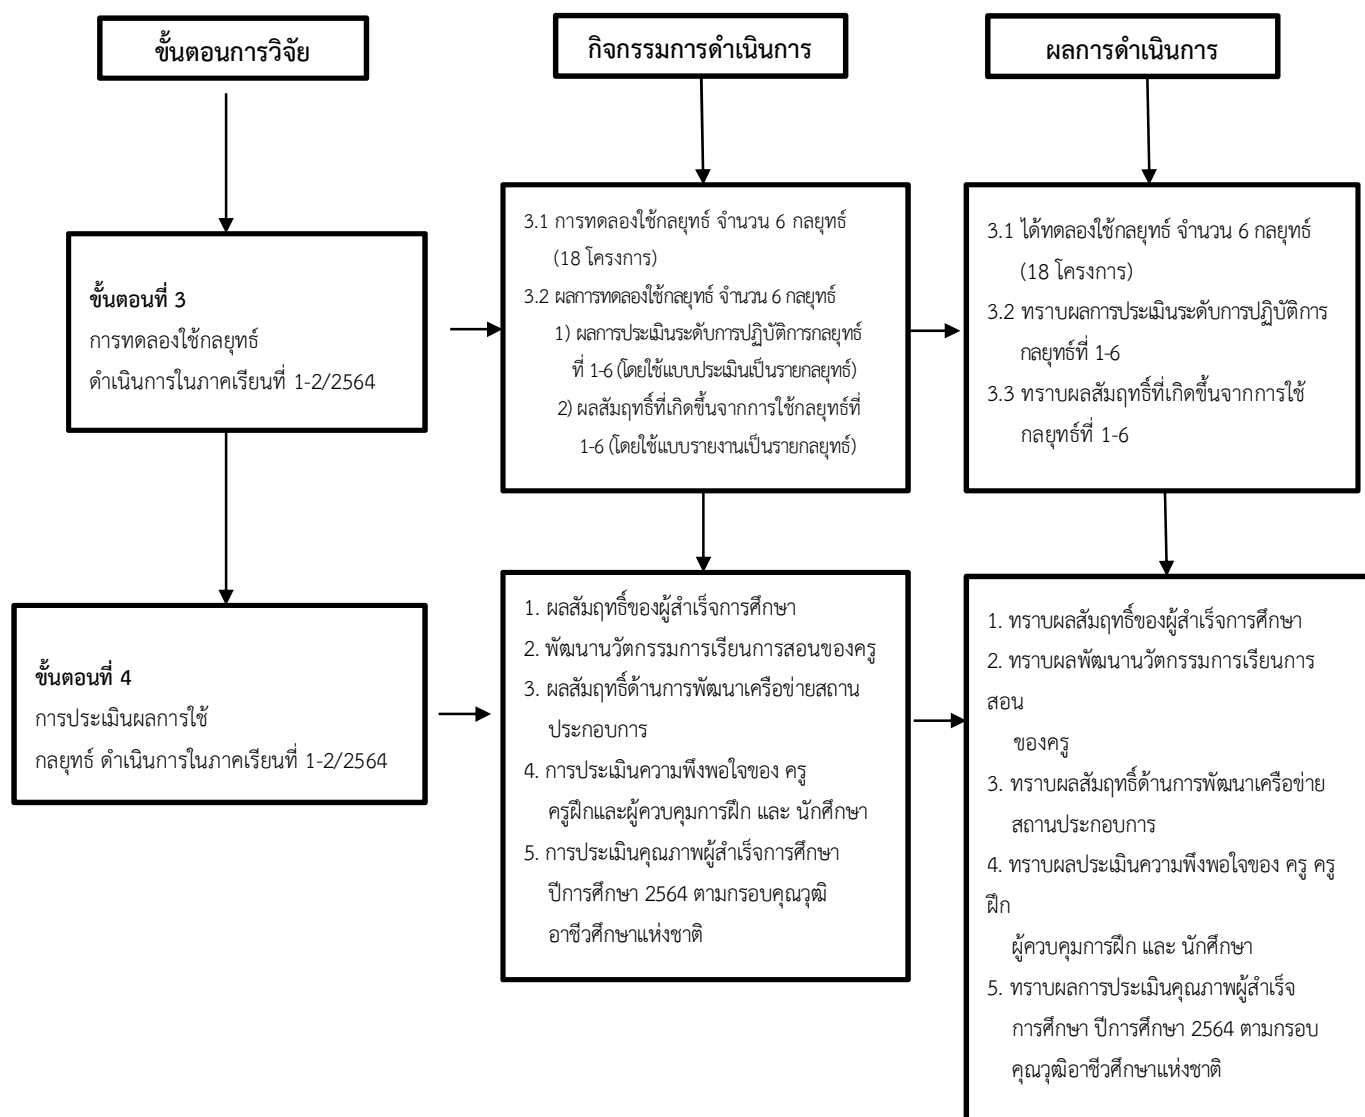 ขั้นตอนการวิจัย
กิจกรรมการดำเนินการ
ผลการดำเนินการ
ขั้นตอนที่ 3
การทดลองใช้กลยุทธ์
ดำเนินการในภาคเรียนที่ 1-2/2564
3.1 การทดลองใช้กลยุทธ์ จำนวน 6 กลยุทธ์
(18 โครงการ)
3.2 ผลการทดลองใช้กลยุทธ์ จำนวน 6 กลยุทธ์
1) ผลการประเมินระดับการปฏิบัติการกลยุทธ์
ที่ 1-6 (โดยใช้แบบประเมินเป็นรายกลยุทธ์)
2) ผลสัมฤทธิ์ที่เกิดขึ้นจากการใช้กลยุทธ์ที่
1-6 (โดยใช้แบบรายงานเป็นรายกลยุทธ์)
3.1 ได้ทดลองใช้กลยุทธ์ จำนวน 6 กลยุทธ์
(18 โครงการ)
3.2 ทราบผลการประเมินระดับการปฏิบัติการ
กลยุทธ์ที่ 1-6
3.3 ทราบผลสัมฤทธิ์ที่เกิดขึ้นจากการใช้
กลยุทธ์ที่ 1-6
ขั้นตอนที่ 4
การประเมินผลการใช้
กลยุทธ์ ดำเนินการในภาคเรียนที่ 1-2/2564
1. ผลสัมฤทธิ์ของผู้สำเร็จการศึกษา
2. พัฒนานวัตกรรมการเรียนการสอนของครู
3. ผลสัมฤทธิ์ด้านการพัฒนาเครือข่ายสถาน
ประกอบการ
4. การประเมินความพึงพอใจของ ครู
ครูฝึกและผู้ควบคุมการฝึก และ นักศึกษา
5. การประเมินคุณภาพผู้สำเร็จการศึกษา
ปีการศึกษา 2564 ตามกรอบคุณวุฒิ
อาชีวศึกษาแห่งชาติ
1. ทราบผลสัมฤทธิ์ของผู้สำเร็จการศึกษา
2. ทราบผลพัฒนานวัตกรรมการเรียนการ
สอน
ของครู
3. ทราบผลสัมฤทธิ์ด้านการพัฒนาเครือข่าย
สถานประกอบการ
4. ทราบผลประเมินความพึงพอใจของ ครู ครู
ฝึก
ผู้ควบคุมการฝึก และ นักศึกษา
5. ทราบผลการประเมินคุณภาพผู้สำเร็จ
การศึกษา ปีการศึกษา 2564 ตามกรอบ
คุณวุฒิอาชีวศึกษาแห่งชาติ